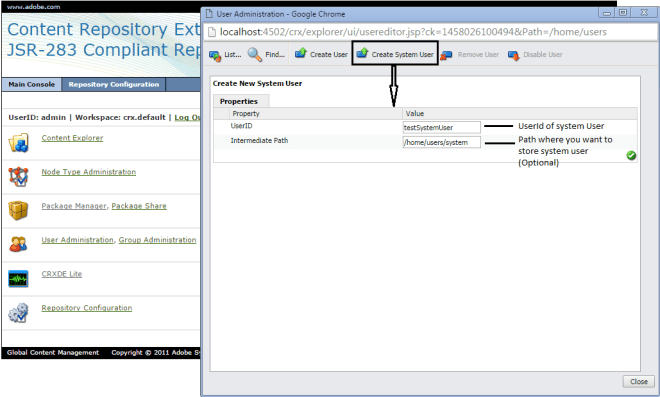 www.adobe.com
Content Repository Ext
JSR-283 Compliant Rep
Main Console Repository Configuration
UserID: admin | Workspace: crx.default | Log Ou
Content Explorer
Node Type Administration
Package Manager, Package Share
User Administration, Group Administration
CRXDE Lite
Repository Configuration
Global Content Management Copyright © 2011 Adobe Sy
User Administration - Google Chrome
localhost:4502/crx/explorer/ui/usereditor.jsp?ck=1458026100494&Path=/home/users
List... Find... Create User Create System User Remove User Disable User
Create New System User
Properties
Property Value
UserID testSystemUser UserId of system User
Intermediate Path /home/users/system Path where you want to
store system user
(Optional)
Close